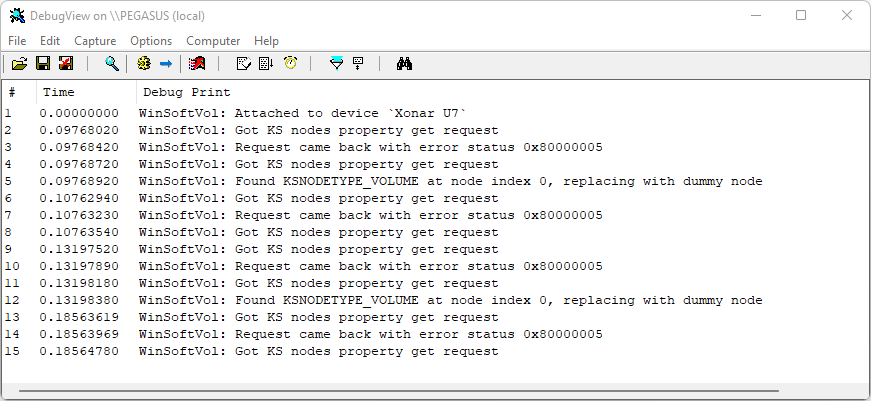 DebugView on \\PEGASUS (local)
File Edit Capture Options Computer Help
# Time Debug Print
1 0.00000000 WinSoftVol: Attached to device `Xonar U7`
2 0.09768020 WinSoftVol: Got KS nodes property get request
3 0.09768420 WinSoftVol: Request came back with error status 0x80000005
4 0.09768720 WinSoftVol: Got KS nodes property get request
5 0.09768920 WinSoftVol: Found KSNODETYPE_VOLUME at node index 0, replacing with dummy node
6 0.10762940 WinSoftVol: Got KS nodes property get request
7 0.10763230 WinSoftVol: Request came back with error status 0x80000005
8 0.10763540 WinSoftVol: Got KS nodes property get request
9 0.13197520 WinSoftVol: Got KS nodes property get request
10 0.13197890 WinSoftVol: Request came back with error status 0x80000005
11 0.13198180 WinSoftVol: Got KS nodes property get request
12 0.13198380 WinSoftVol: Found KSNODETYPE_VOLUME at node index 0, replacing with dummy node
13 0.18563619 WinSoftVol: Got KS nodes property get request
14 0.18563969 WinSoftVol: Request came back with error status 0x80000005
15 0.18564780 WinSoftVol: Got KS nodes property get request